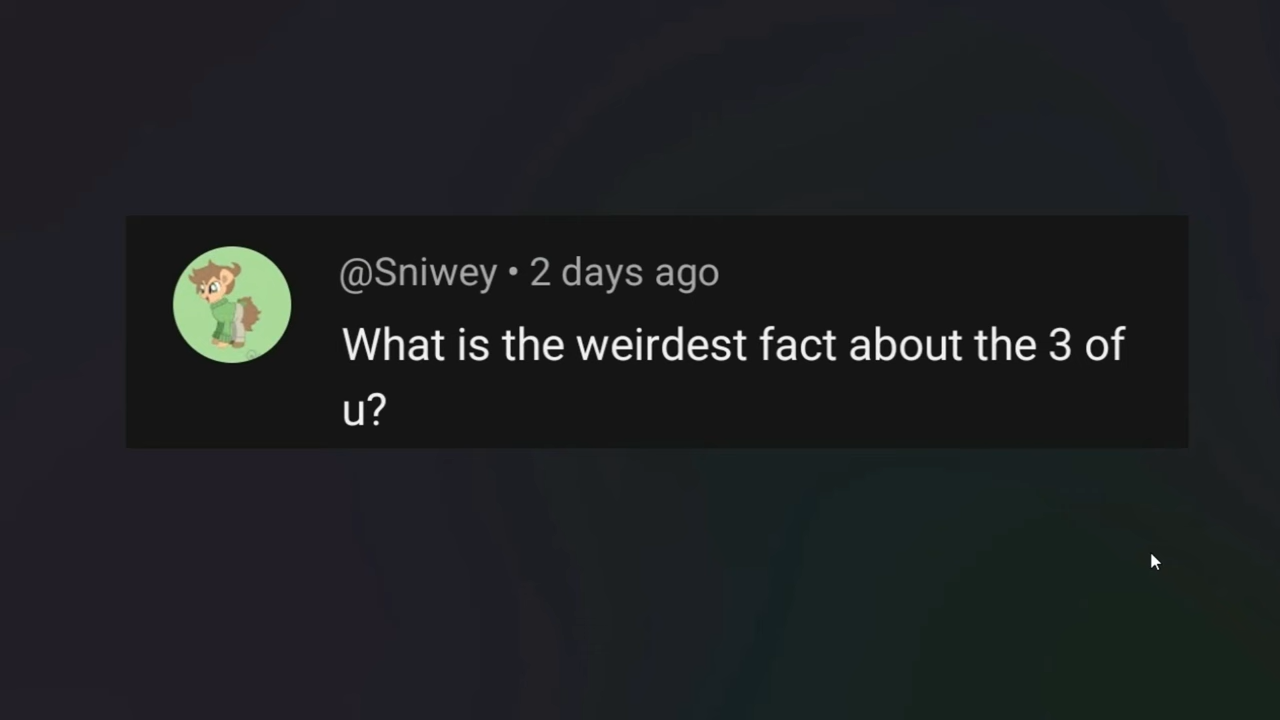 @Sniwey • 2 days ago
What is the weirdest fact about the 3 of
u?